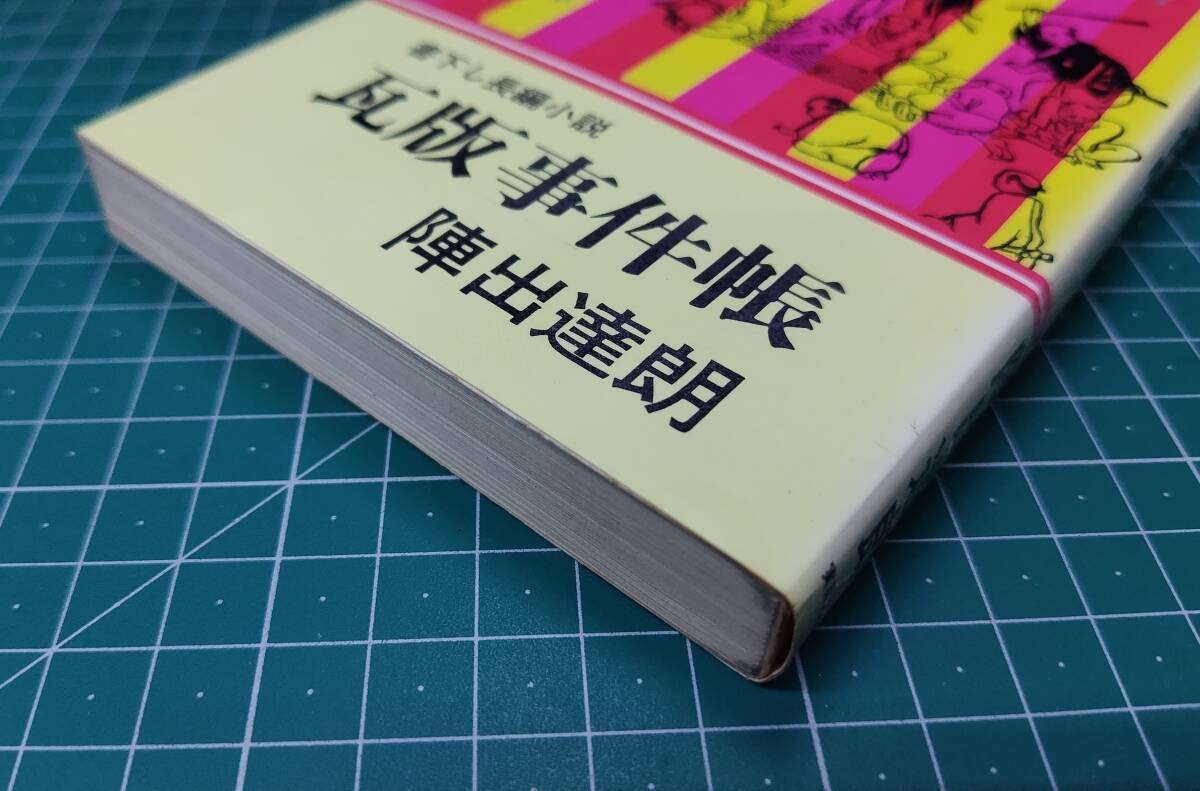 書下し長編小説
瓦版事件帳
陣出達朗